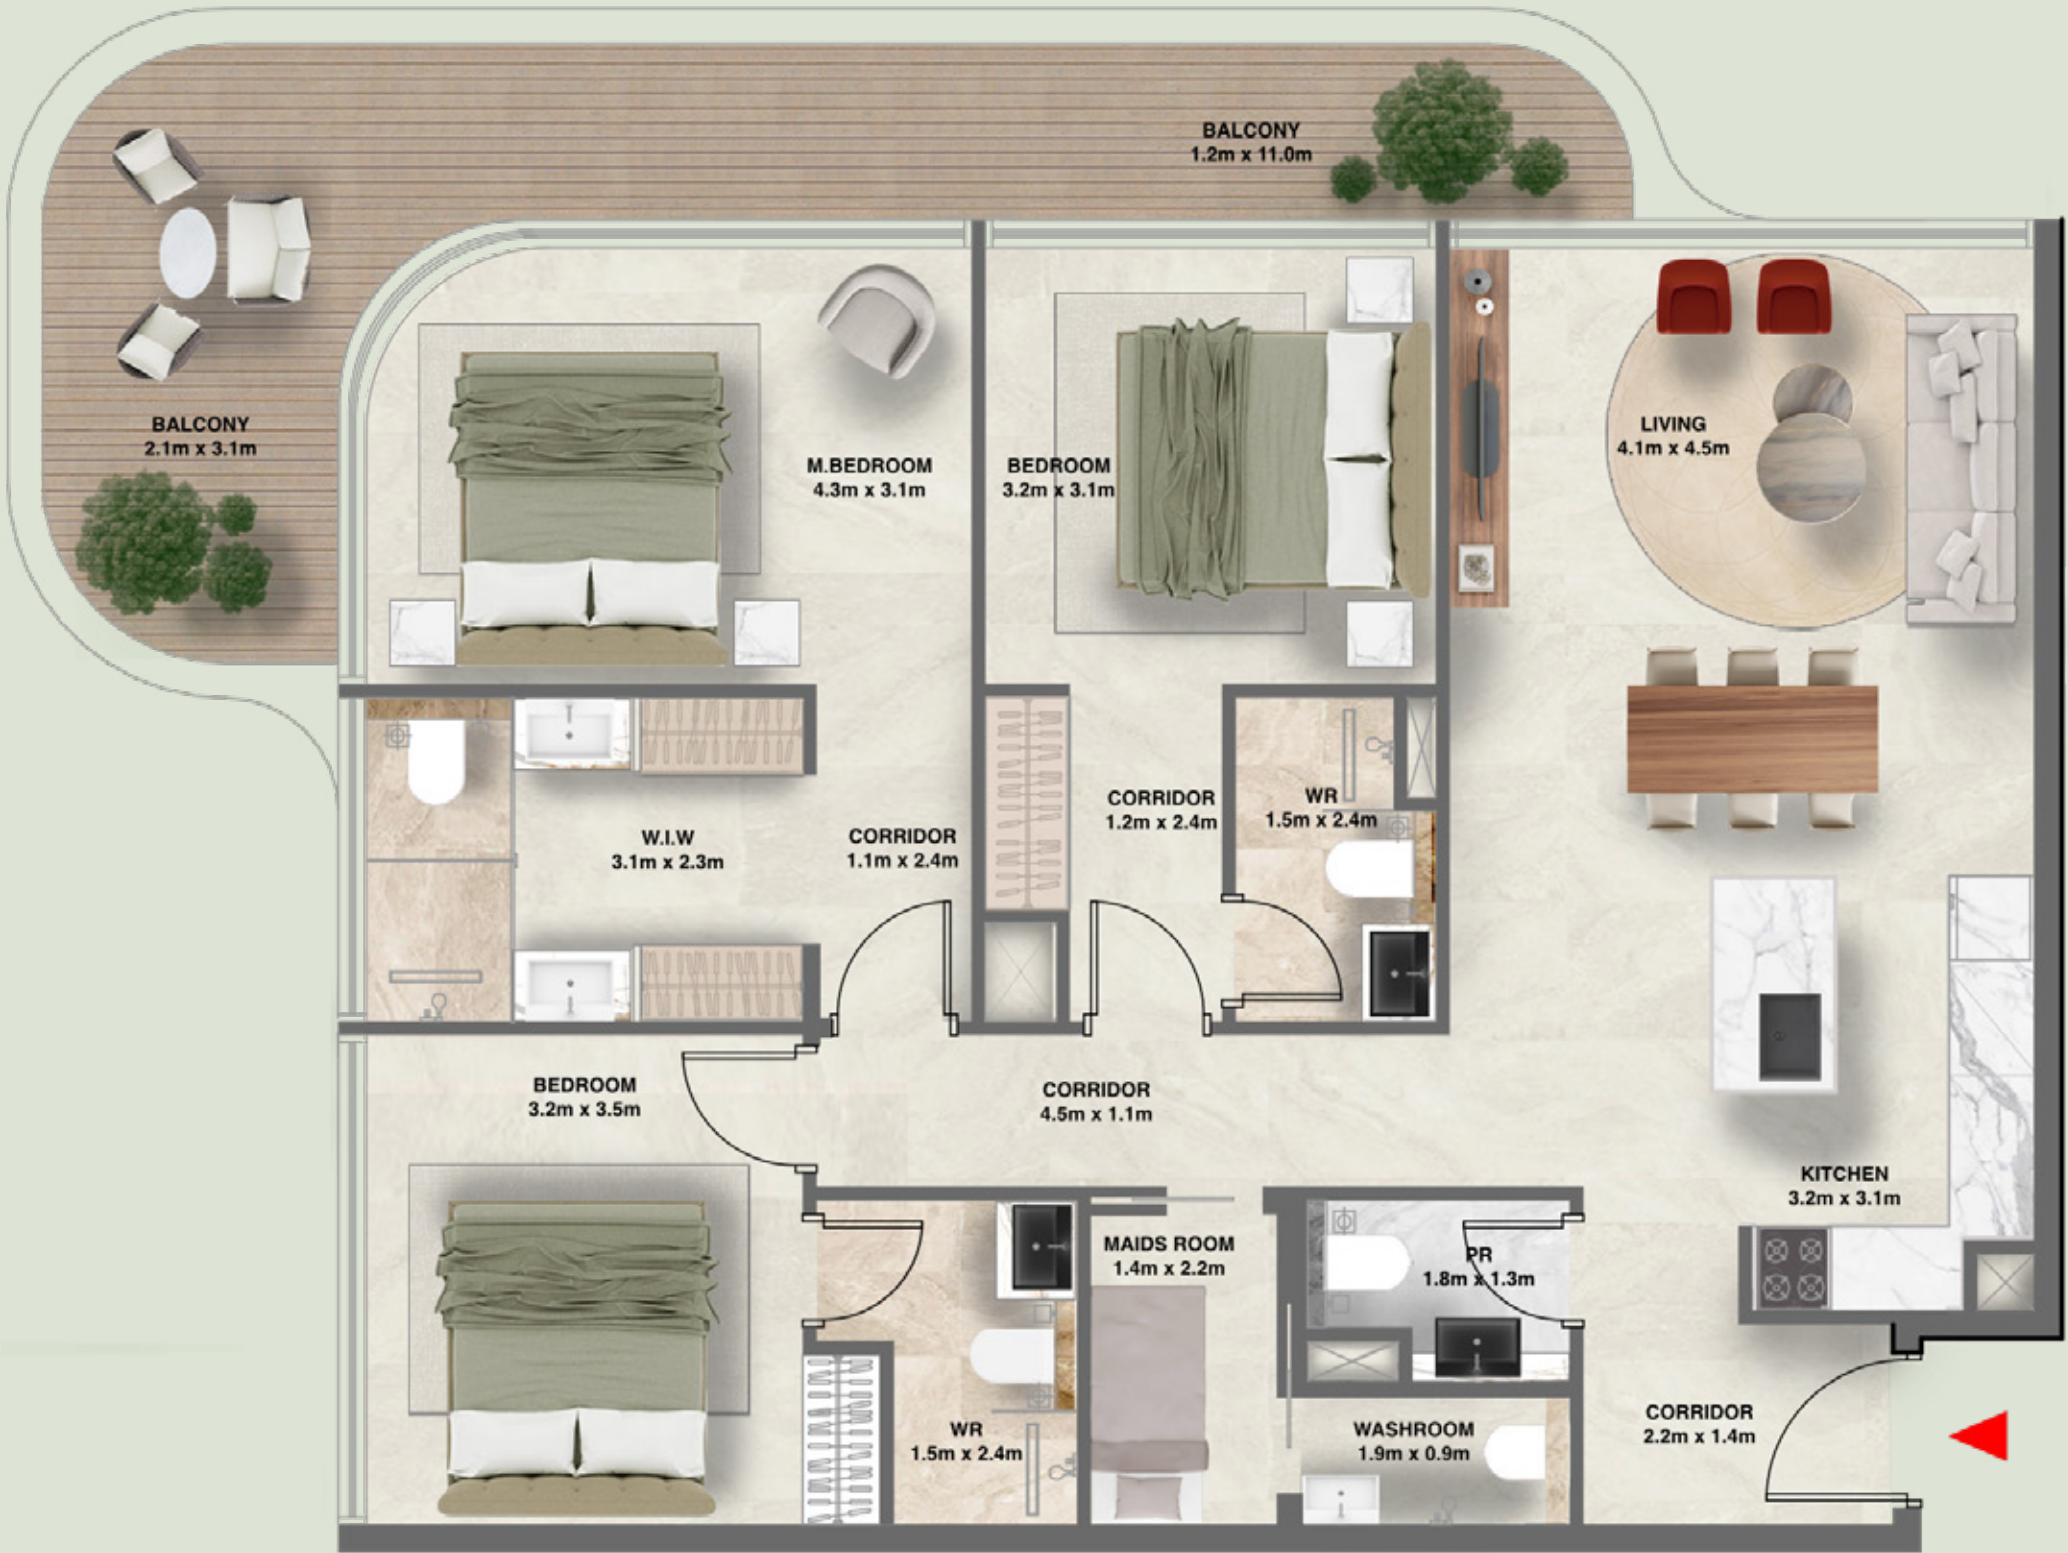 BALCONY
1.2m x 11.0m
BALCONY
2.1m x 3.1m
M.BEDROOM
4.3m x 3.1m
BEDROOM
3.2m x 3.1m
LIVING
4.1m x 4.5m
W.I.W
3.1m x 2.3m
CORRIDOR
1.1m x 2.4m
CORRIDOR
1.2m x 2.4m
WR
1.5m x 2.4m
BEDROOM
3.2m x 3.5m
CORRIDOR
4.5m x 1.1m
KITCHEN
3.2m x 3.1m
MAIDS ROOM
1.4m x 2.2m
PR
1.8m x 1.3m
WR
1.5m x 2.4m
WASHROOM
1.9m x 0.9m
CORRIDOR
2.2m x 1.4m